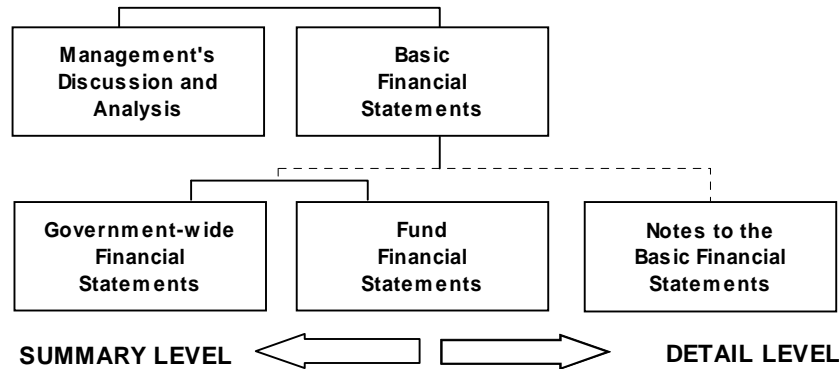 Management's
Discussion and
Analysis
Basic
Financial
Statements
Government-wide
Financial
Statements
Fund
Financial
Statements
Notes to the
Basic Financial
Statements
SUMMARY LEVEL
DETAIL LEVEL